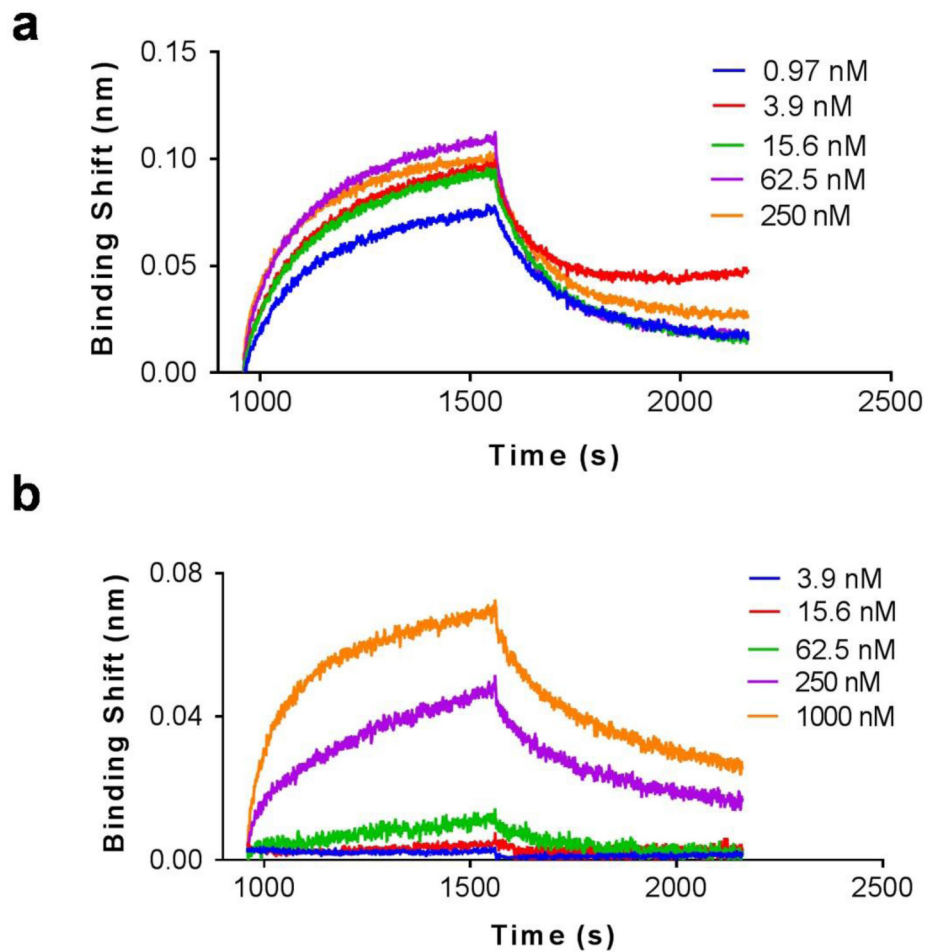 a
0.15
0.10
0.05
0.00
Binding Shift (nm)
1000 1500 2000 2500
Time (s)
0.97 nM
3.9 nM
15.6 nM
62.5 nM
250 nM
b
0.08
0.04
0.00
Binding Shift (nm)
1000 1500 2000 2500
Time (s)
3.9 nM
15.6 nM
62.5 nM
250 nM
1000 nM